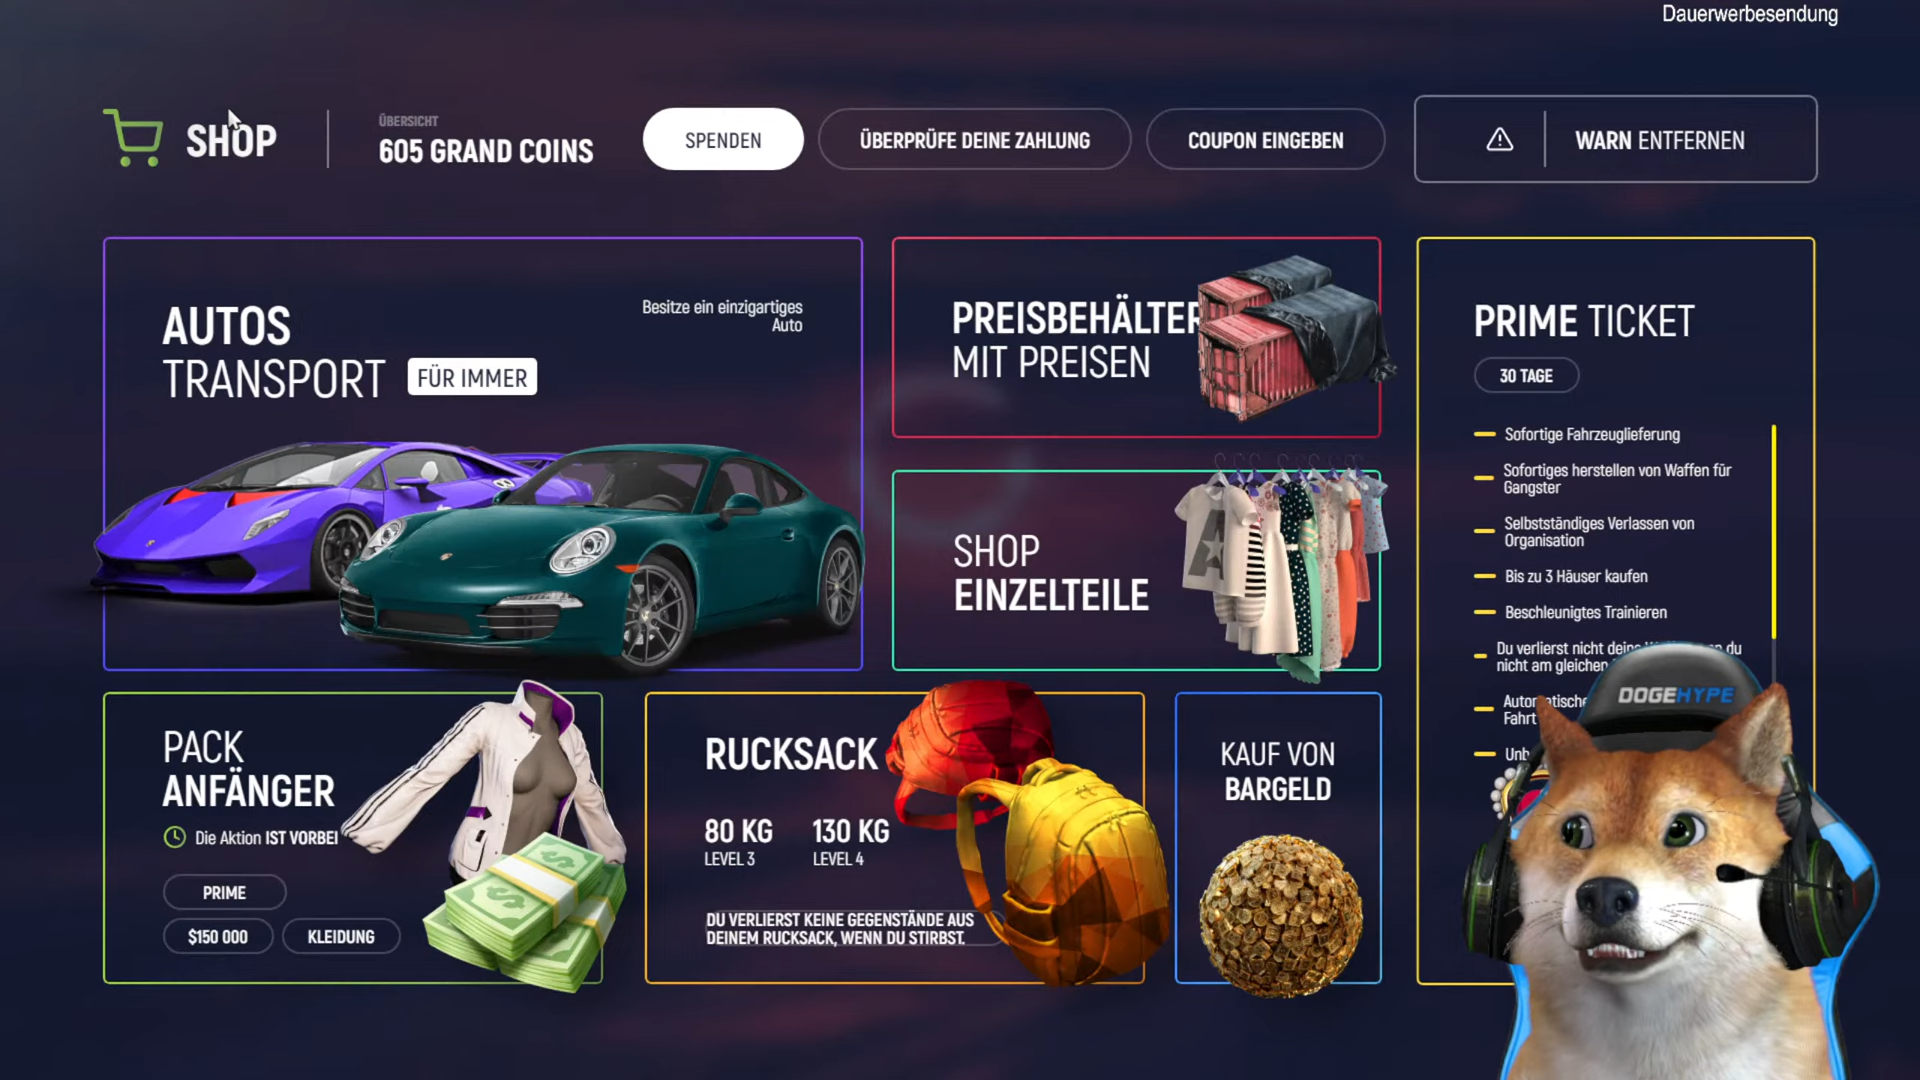 Dauerwerbesendung
SHOP
ÜBERSICHT
605 GRAND COINS
SPENDEN
ÜBERPRÜFE DEINE ZAHLUNG
COUPON EINGEBEN
WARN ENTFERNEN
AUTOS
TRANSPORT
FÜR IMMER
Besitze ein einzigartiges
Auto
PREISBEHÄLTER
MIT PREISEN
SHOP
EINZELTEILE
PRIME TICKET
30 TAGE
Sofortige Fahrzeuglieferung
Sofortiges herstellen von Waffen für
Gangster
Selbstständiges Verlassen von
Organisation
Bis zu 3 Häuser kaufen
Beschleunigtes Trainieren
Du verlierst nicht deine du
nicht am gleichen
Fahrt
PACK
ANFÄNGER
Die Aktion IST VORBEI
PRIME
$150 000
KLEIDUNG
RUCKSACK
80 KG
LEVEL 3
130 KG
LEVEL 4
DU VERLIERST KEINE GEGENSTÄNDE AUS
DEINEM RUCKSACK, WENN DU STIRBST.
KAUF VON
BARGELD
DOGEHYPE